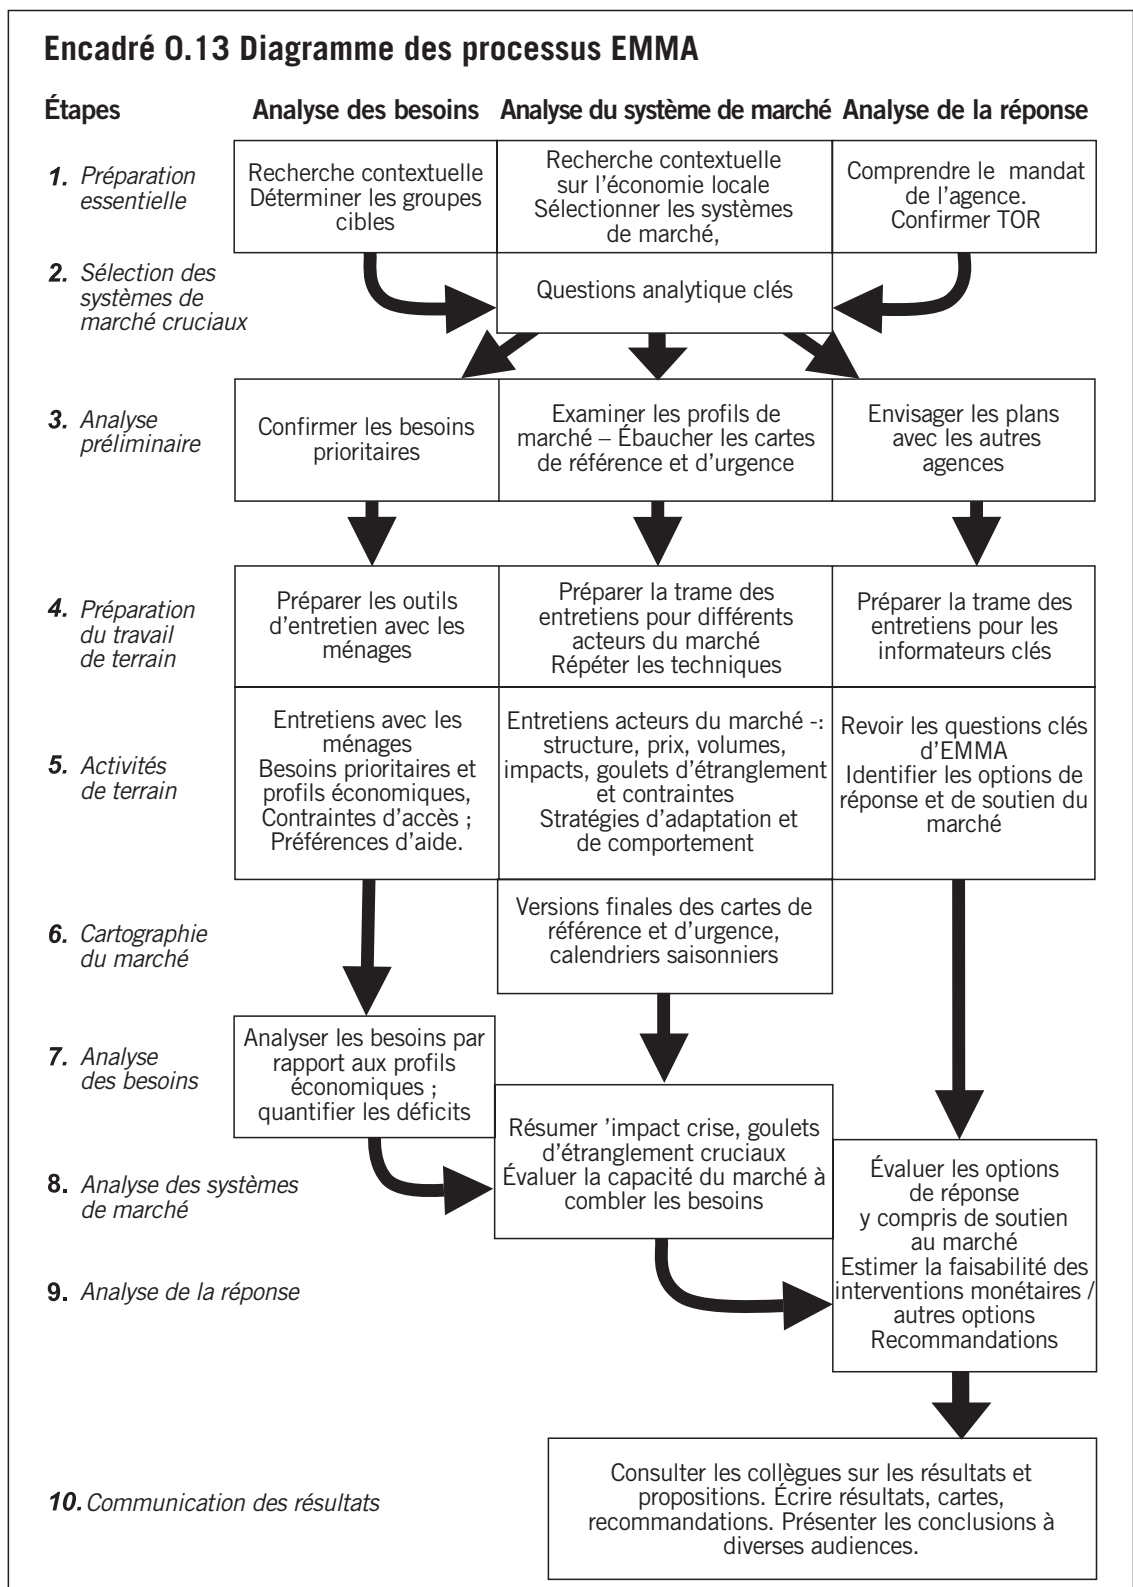 Encadré 0.13 Diagramme des processus EMMA
Étapes
Analyse des besoins
Analyse du système de marché
Analyse de la réponse
1. Préparation
essentielle
Recherche contextuelle
Déterminer les groupes
cibles
Recherche contextuelle
sur l'économie locale
Sélectionner les systèmes
de marché,
Comprendre le mandat
de l'agence.
Confirmer TOR
2. Sélection des
systèmes de
marché cruciaux
Questions analytique clés
3. Analyse
préliminaire
Confirmer les besoins
prioritaires
Examiner les profils de
marché – Ébaucher les cartes
de référence et d'urgence
Envisager les plans
avec les autres
agences
4. Préparation
du travail
de terrain
Préparer les outils
d'entretien avec les
ménages
Préparer la trame des
entretiens pour différents
acteurs du marché
Répéter les techniques
Préparer la trame des
entretiens pour les
informateurs clés
5. Activités
de terrain
Entretiens avec les
ménages
Besoins prioritaires et
profils économiques,
Contraintes d'accès ;
Préférences d'aide.
Entretiens acteurs du marché -:
structure, prix, volumes,
impacts, goulets d'étranglement
et contraintes
Stratégies d'adaptation et
de comportement
Revoir les questions clés
d'EMMA
Identifier les options de
réponse et de soutien du
marché
6. Cartographie
du marché
Versions finales des cartes de
référence et d'urgence,
calendriers saisonniers
7. Analyse
des besoins
Analyser les besoins par
rapport aux profils
économiques ;
quantifier les déficits
8. Analyse des systèmes
de marché
Résumer 'impact crise, goulets
d'étranglement cruciaux
Évaluer la capacité du marché à
combler les besoins
9. Analyse de la réponse
Évaluer les options
de réponse
y compris de soutien
au marché
Estimer la faisabilité des
interventions monétaires /
autres options
Recommandations
10. Communication des résultats
Consulter les collègues sur les résultats et
propositions. Écrire résultats, cartes,
recommandations. Présenter les conclusions à
diverses audiences.